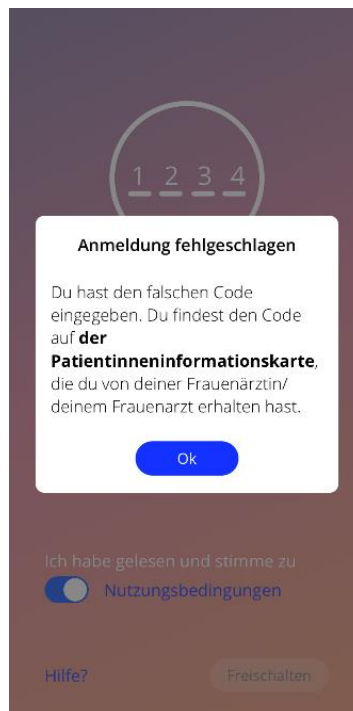 1 2 3 4
Anmeldung fehlgeschlagen
Du hast den falschen Code
eingegeben. Du findest den Code
auf der
Patientinneninformationskarte,
die du von deiner Frauenärztin/
deinem Frauenarzt erhalten hast.
Ok
Ich habe gelesen und stimme zu
Nutzungsbedingungen
Hilfe?
Freischalten